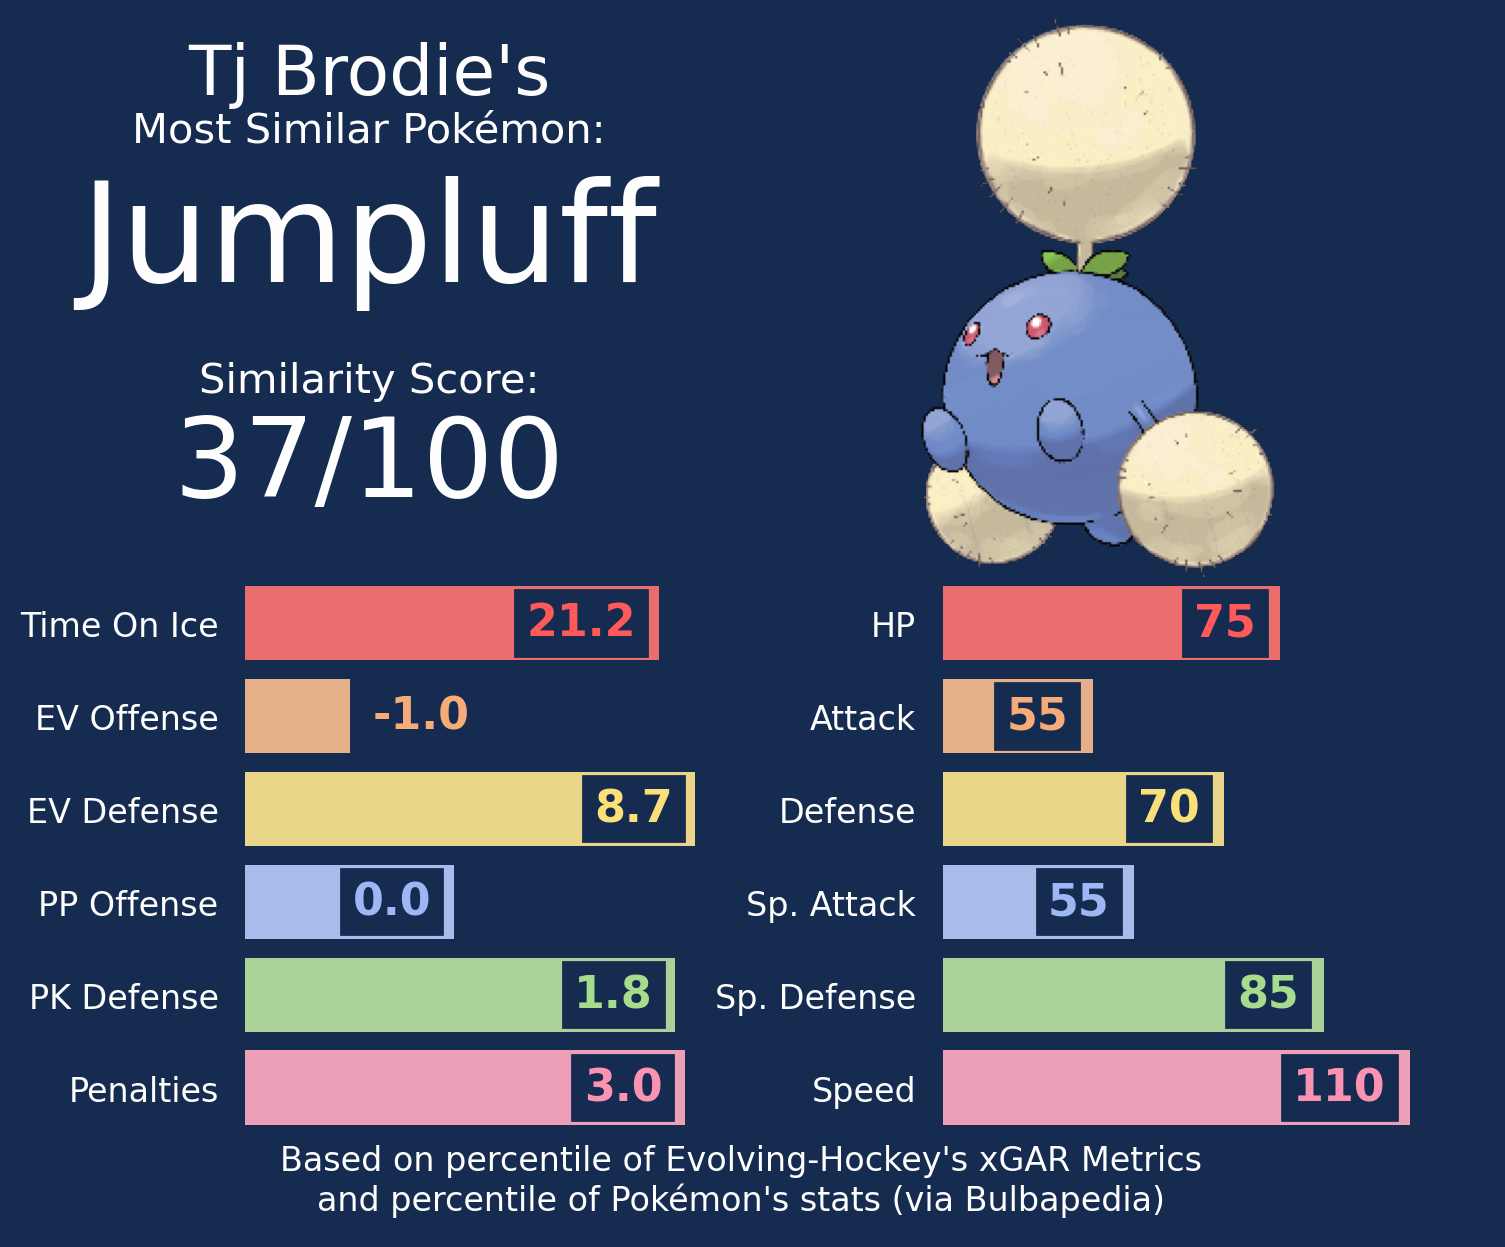 Tj Brodie's
Most Similar Pokémon:
Jumpluff
Similarity Score:
37/100
Time On Ice 21.2
EV Offense -1.0
EV Defense 8.7
PP Offense 0.0
PK Defense 1.8
Penalties 3.0
HP 75
Attack 55
Defense 70
Sp. Attack 55
Sp. Defense 85
Speed 110
Based on percentile of Evolving-Hockey's xGAR Metrics
and percentile of Pokémon's stats (via Bulbapedia)